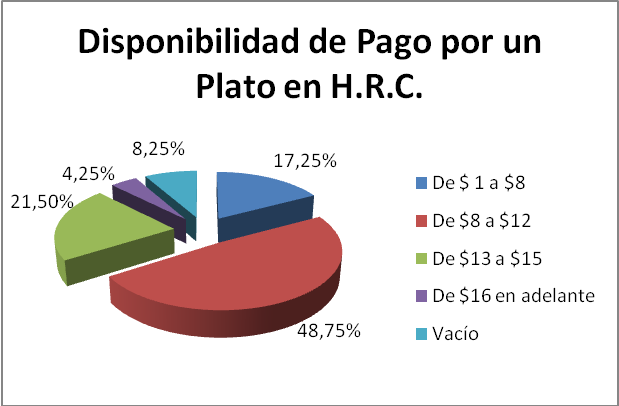 Disponibilidad de Pago por un
Plato en H.R.C.
8,25%
17,25%
4,25%
21,50%
48,75%
De $ 1 a $8
De $8 a $12
De $13 a $15
De $16 en adelante
Vacío